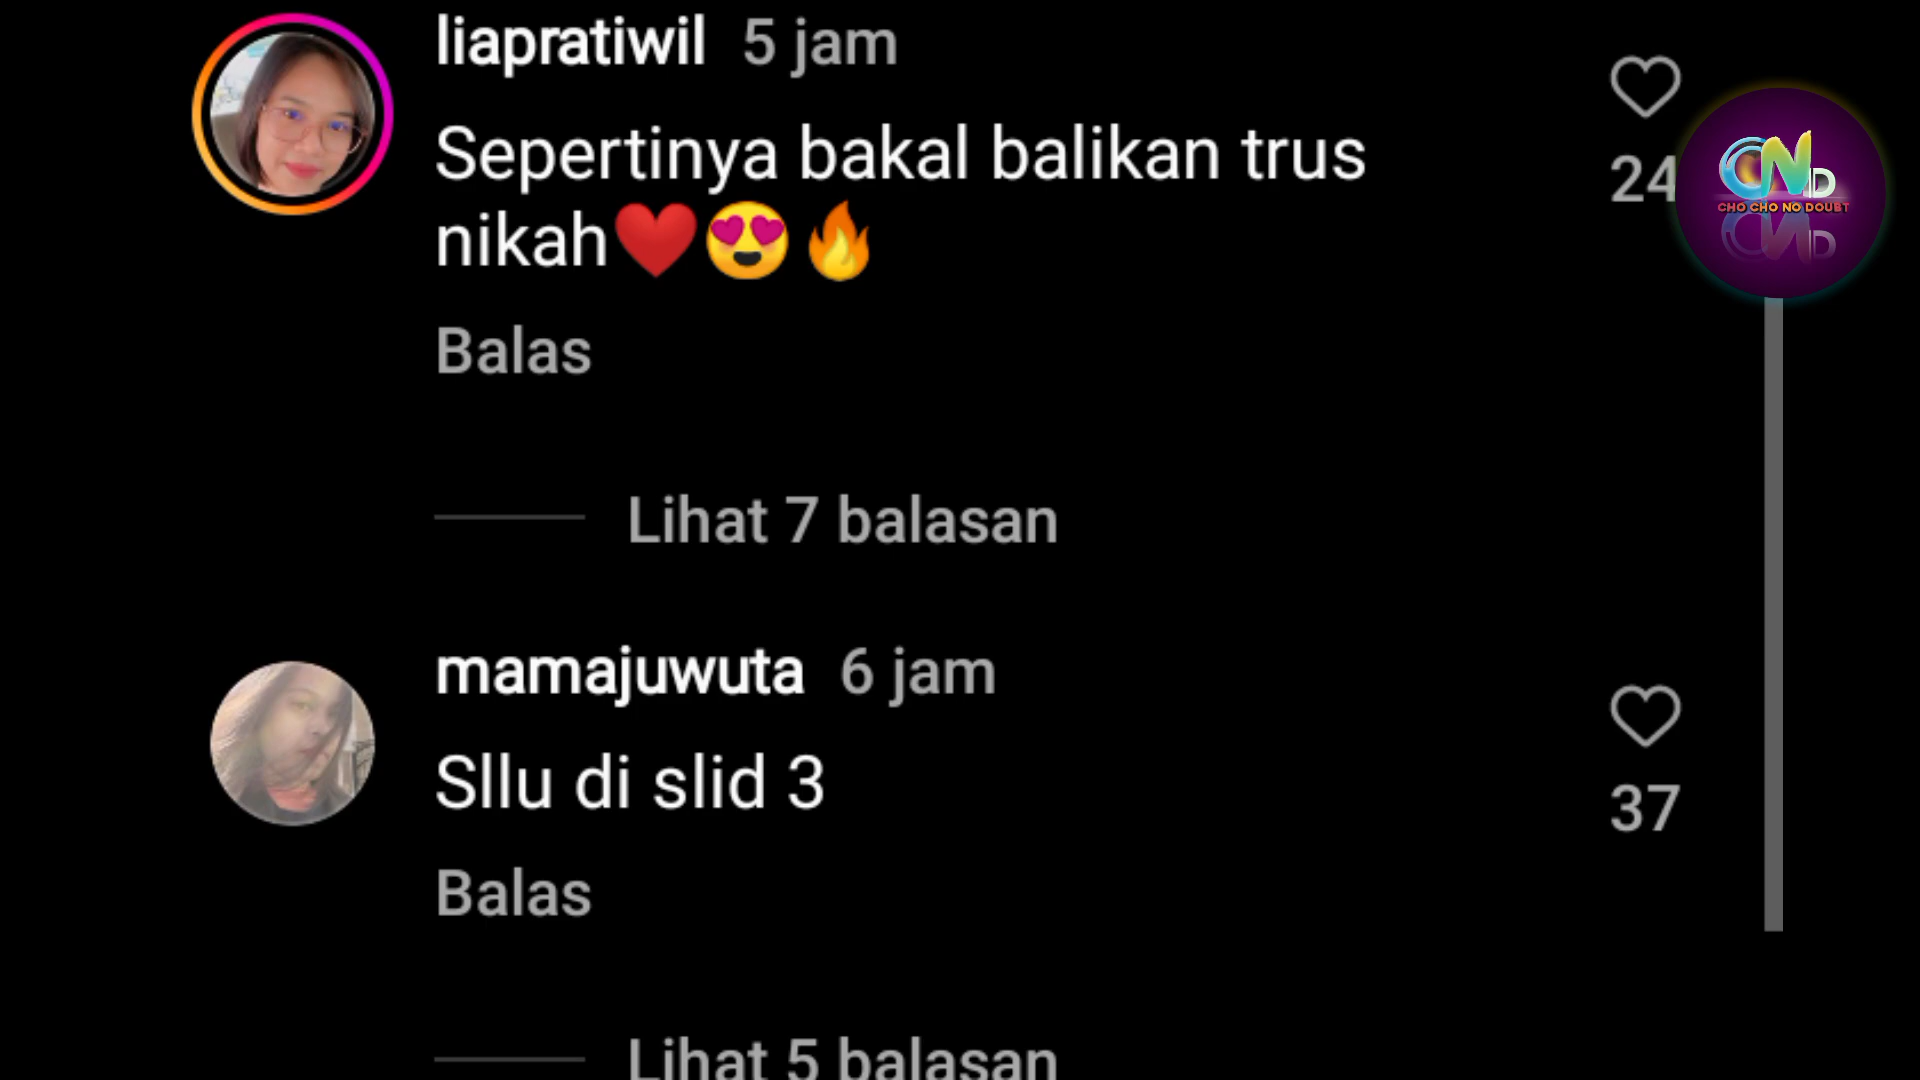 liapratiwil 5 jam
Sepertinya bakal balikan trus
nikah❤️😍🔥
24
Balas
Lihat 7 balasan
mamajuwuta 6 jam
Sllu di slid 3
37
Balas
Lihat 5 balasan
CND
CHO CHO NO DOUBT